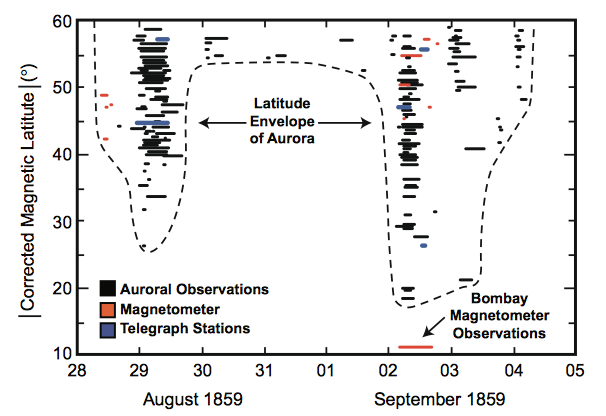 |Corrected Magnetic Latitude|(°)
60
50
40
30
20
10
Latitude
Envelope
of Aurora
Auroral Observations
Magnetometer
Telegraph Stations
Bombay
Magnetometer
Observations
28 29 30 31 01 02 03 04 05
August 1859 September 1859